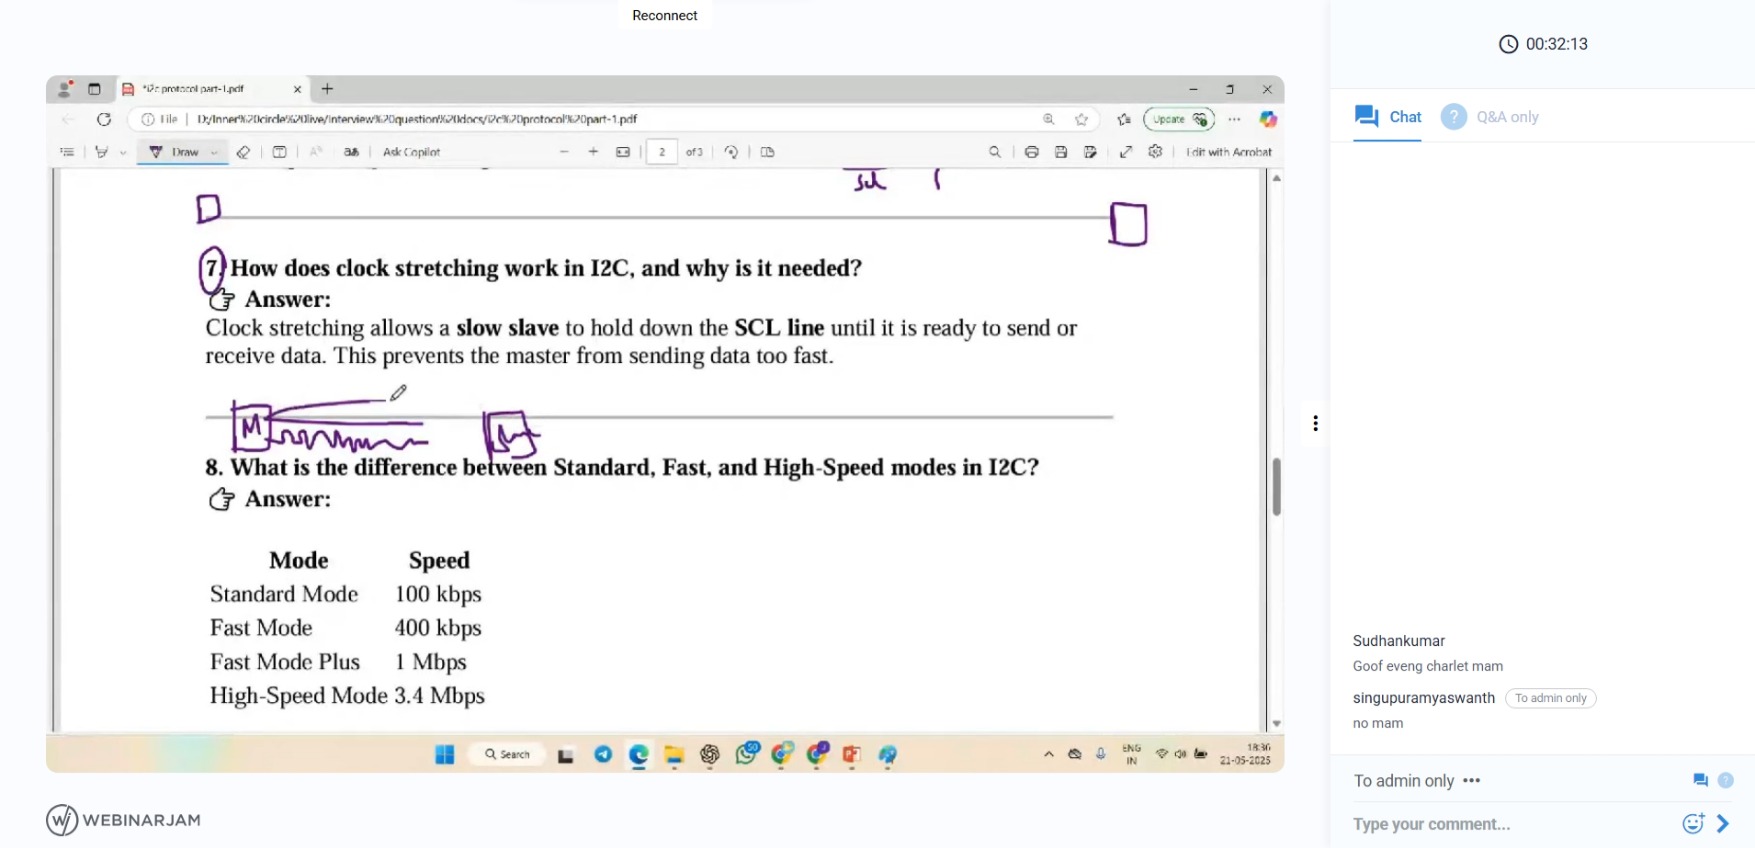 Reconnect
00:32:13
*i2c protocol part-1.pdf
File | D:/Inner%20circle%20live/Interview%20question%20docs/i2c%20protocol%20part-1.pdf
Update
Draw
Ask Copilot
2 of 3
Edit with Acrobat
Chat
Q&A only
scl
7. How does clock stretching work in I2C, and why is it needed?
Answer:
Clock stretching allows a slow slave to hold down the SCL line until it is ready to send or
receive data. This prevents the master from sending data too fast.
M
8. What is the difference between Standard, Fast, and High-Speed modes in I2C?
Answer:
Mode Speed
Standard Mode 100 kbps
Fast Mode 400 kbps
Fast Mode Plus 1 Mbps
High-Speed Mode 3.4 Mbps
Search
ENG
IN
18:36
21-05-2025
WEBINARJAM
Sudhankumar
Goof eveng charlet mam
singupuramyaswanth To admin only
no mam
To admin only
Type your comment...